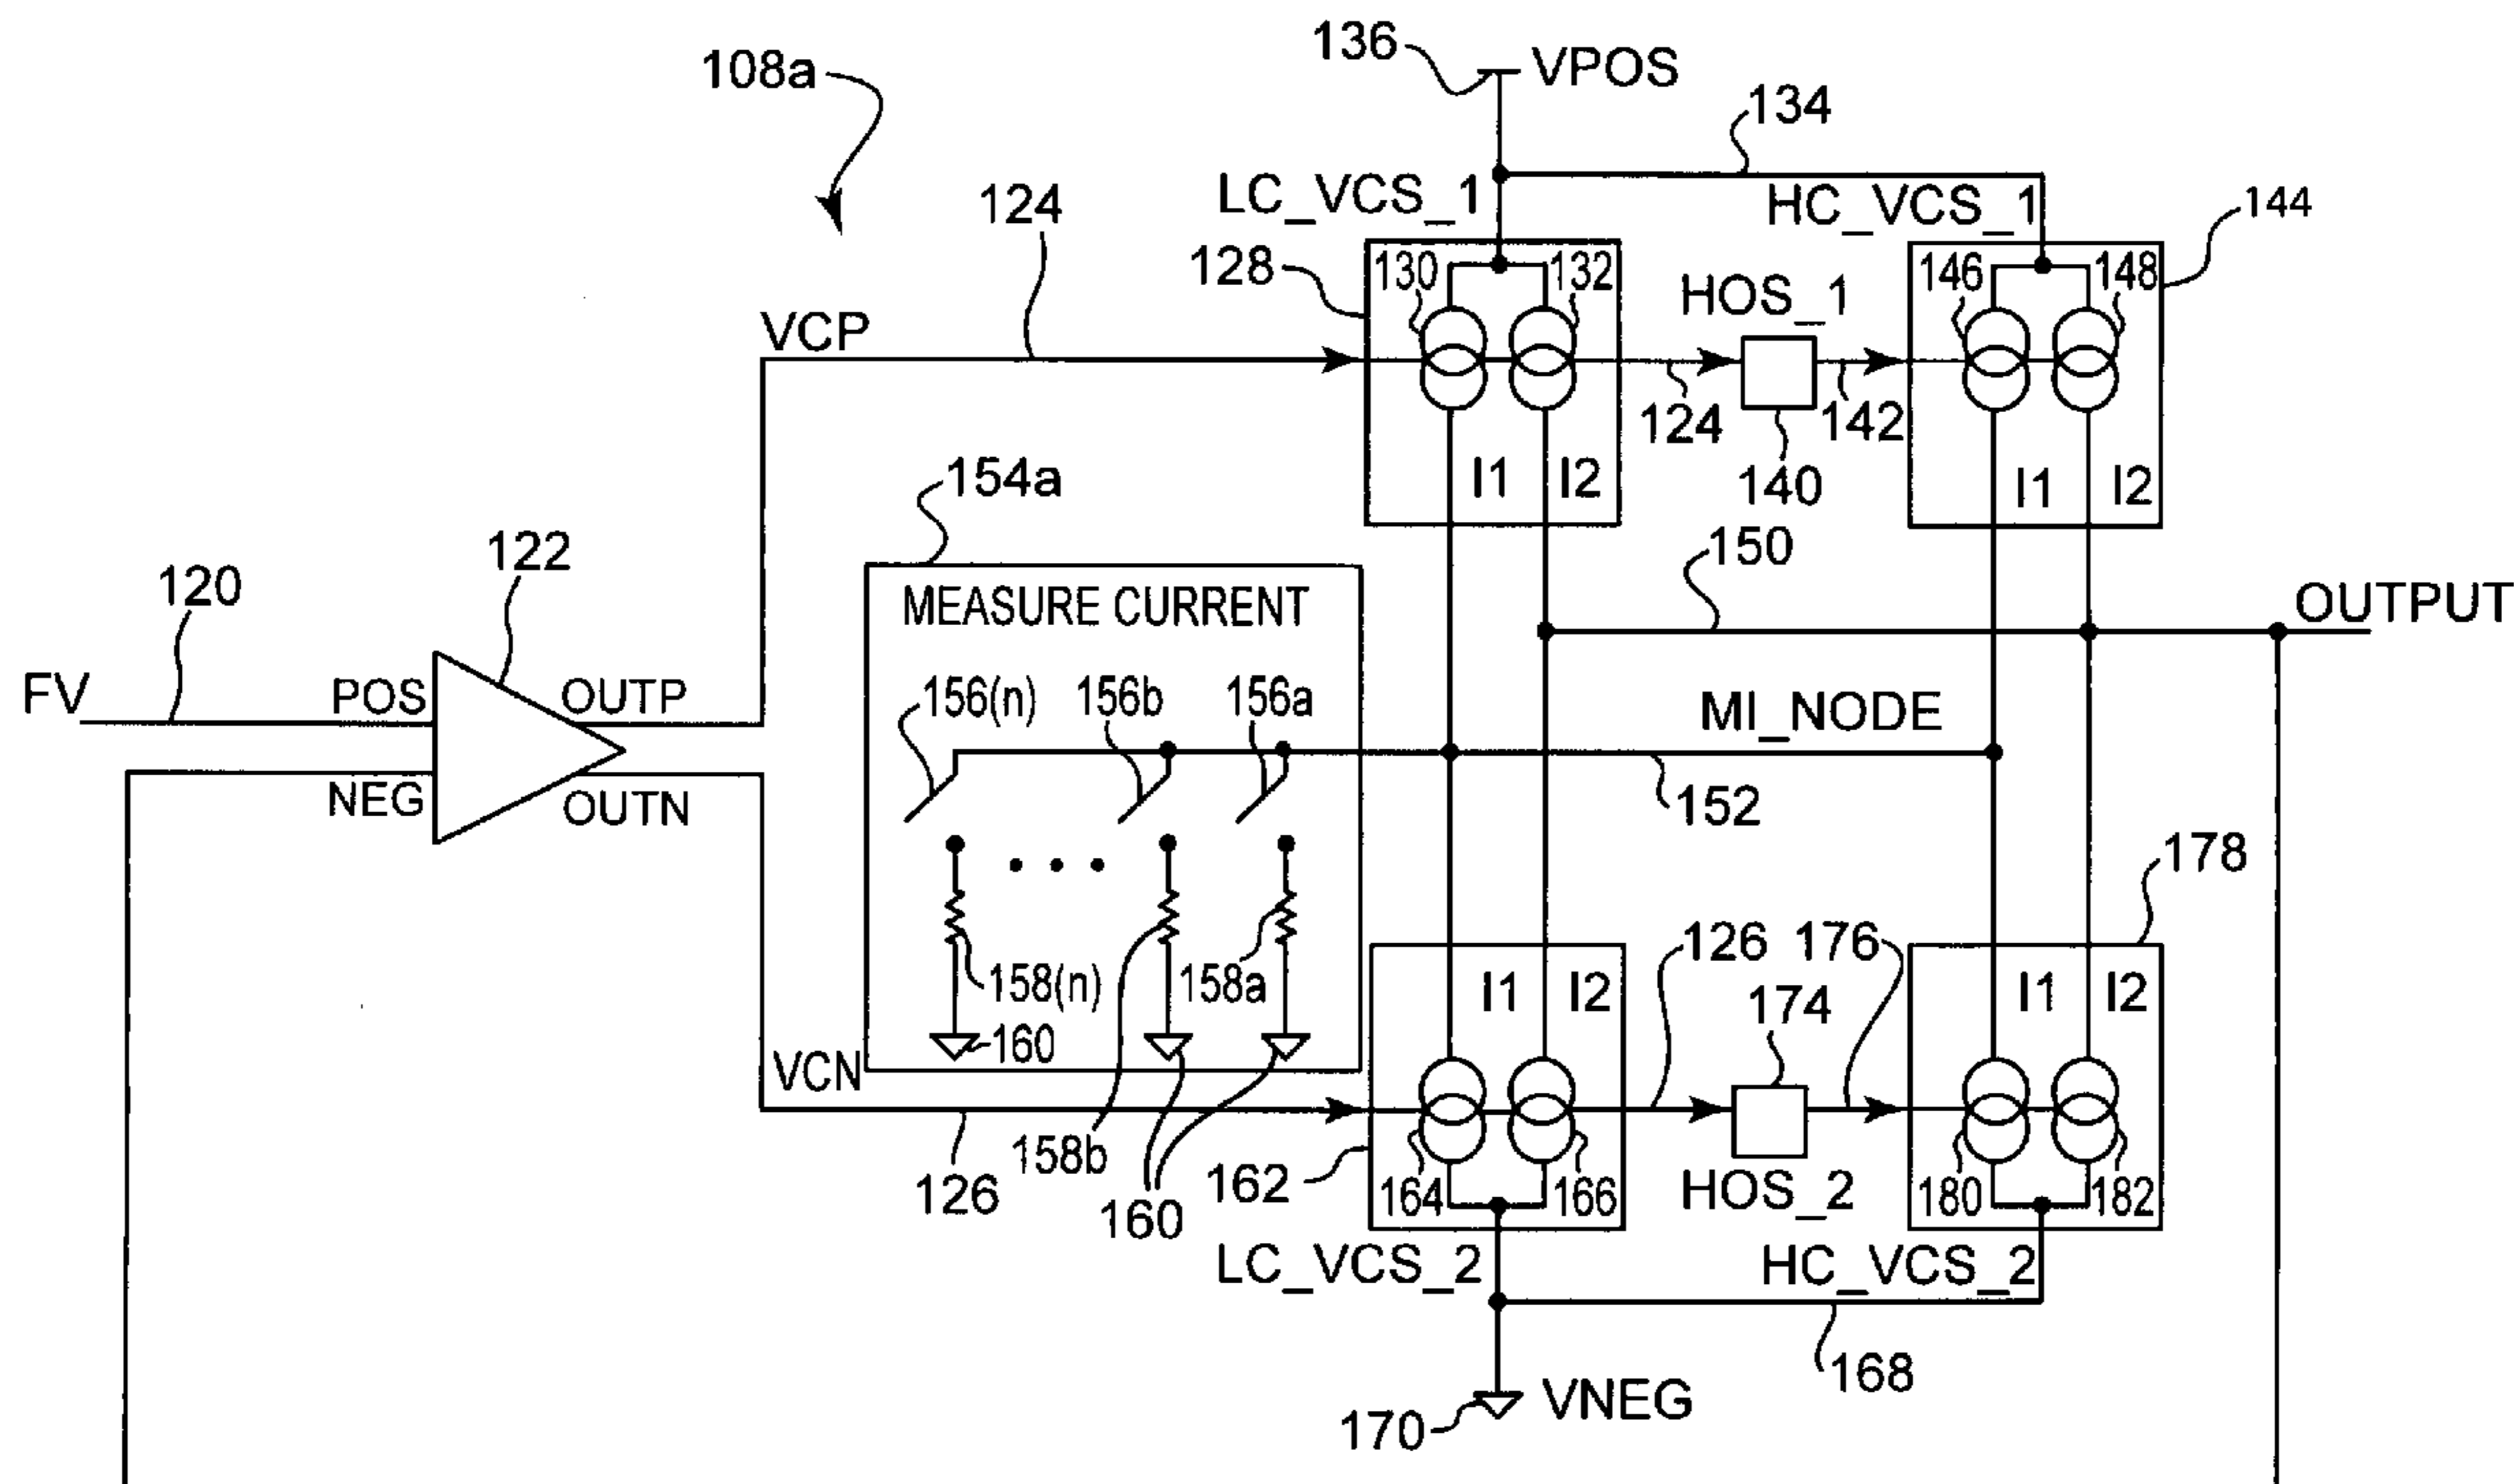 136
VPOS
108a
134
LC_VCS_1
HC_VCS_1
144
124
128
130
132
HOS_1
146
148
VCP
124
142
140
I1
I2
I1
I2
154a
150
122
120
MEASURE CURRENT
OUTPUT
FV
POS
OUTP
156(n)
156b
156a
MI_NODE
NEG
OUTN
152
178
126
176
158(n)
158a
I1
I2
174
I1
I2
160
VCN
126
158b
160
162
164
166
HOS_2
180
182
LC_VCS_2
HC_VCS_2
168
170
VNEG